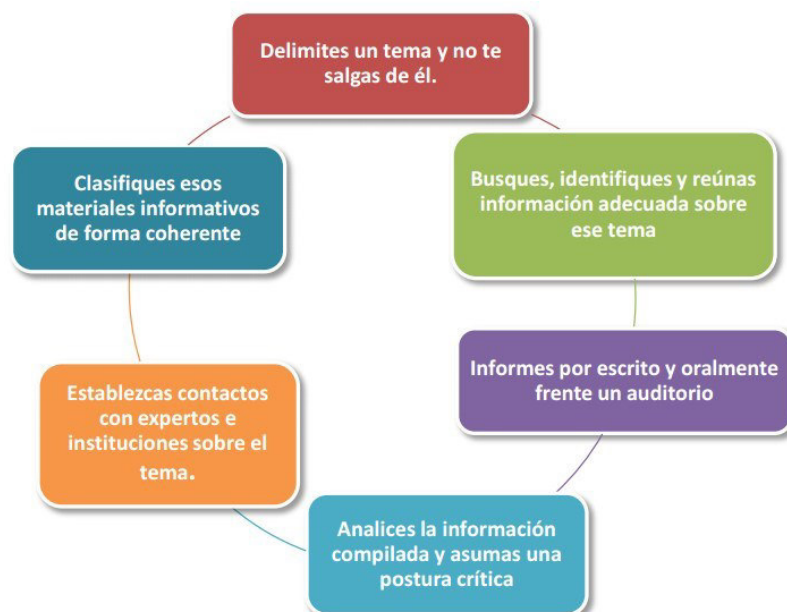 Delimites un tema y no te
salgas de él.
Busques, identifiques y reúnas
información adecuada sobre
ese tema
Informes por escrito y oralmente
frente un auditorio
Analices la información
compilada y asumas una
postura crítica
Establezcas contactos
con expertos e
instituciones sobre el
tema.
Clasifiques esos
materiales informativos
de forma coherente